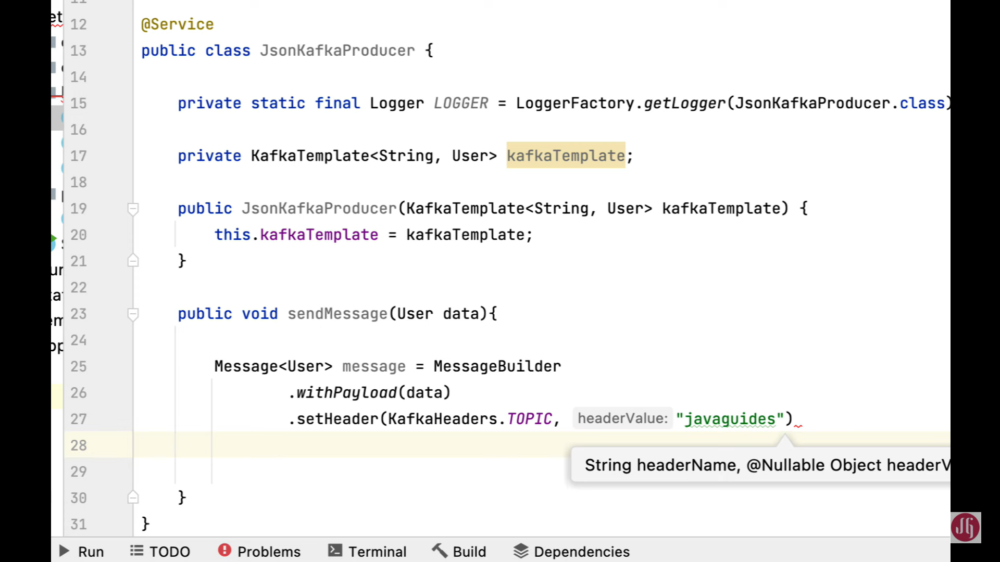 11
12 @Service
13 public class JsonKafkaProducer {
14
15 private static final Logger LOGGER = LoggerFactory.getLogger(JsonKafkaProducer.class)
16
17 private KafkaTemplate<String, User> kafkaTemplate;
18
19 public JsonKafkaProducer(KafkaTemplate<String, User> kafkaTemplate) {
20 this.kafkaTemplate = kafkaTemplate;
21 }
22
23 public void sendMessage(User data){
24
25 Message<User> message = MessageBuilder
26 .withPayload(data)
27 .setHeader(KafkaHeaders.TOPIC, headerValue: "javaguides")
28
String headerName, @Nullable Object headerV
29
30 }
31 }
Run TODO Problems Terminal Build Dependencies
JG